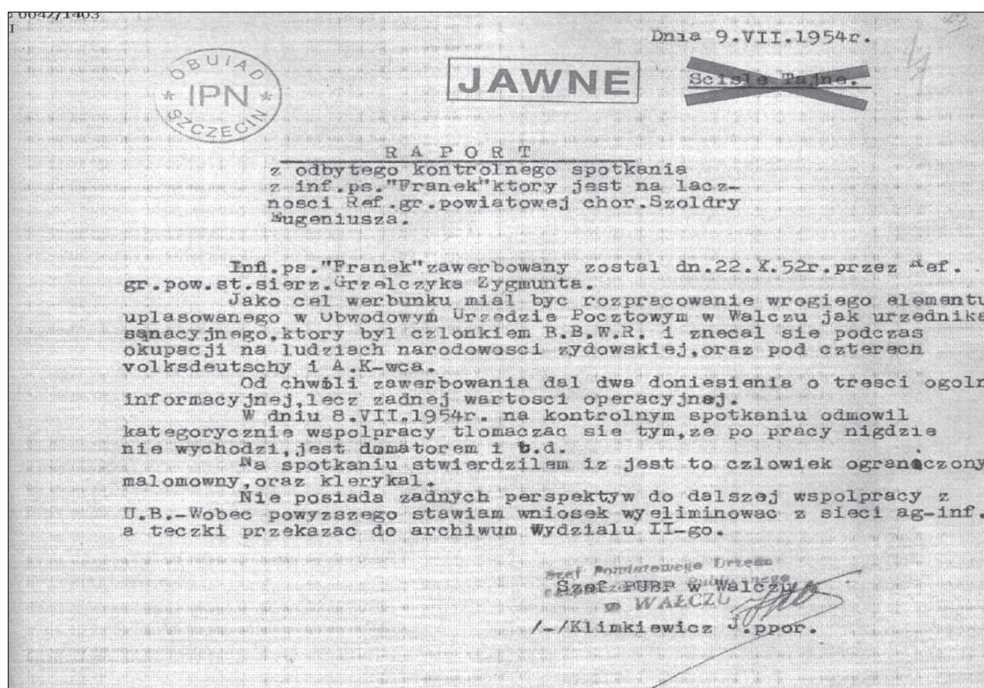 0042/1403
Dnia 9.VII.1954r.
OBUIAD
IPN
SZCZECIN
JAWNE
Scisle Tajne.
R A P O R T
z odbytego kontrolnego spotkania
z inf.ps."Franek"ktory jest na lacz-
nosci Ref.gr.powiatowej chor.Szoldry
Eugeniusza.
Inf.ps."Franek"zawerbowany zostal dn.22.X.52r.przez Ref.
gr.pow.st.sierz.Grzelczyka Zygmunta.
Jako cel werbunku mial byc rozpracowanie wrogiego elementu
uplasowanego w Obwodowym Urzedzie Pocztowym w Walczu jak urzednika
sanacyjnego,ktory byl czlonkiem B.B.W.R. i znecal sie podczas
okupacji na ludziach narodowosci zydowskiej,oraz pod czterech
volksdeutschy i A.K-wca.
Od chwili zawerbowania dal dwa doniesienia o tresci ogoln
informacyjnej,lecz zadnej wartosci operacyjnej.
W dniu 8.VII.1954r. na kontrolnym spotkaniu odmowil
kategorycznie wspolpracy tlomaczac sie tym,ze po pracy nigdzie
nie wychodzi,jest domatorem i t.d.
Na spotkaniu stwierdzilem iz jest to czlowiek ograniczony
malomowny,oraz klerykal.
Nie posiada zadnych perspektyw do dalszej wspolpracy z
U.B.-Wobec powyzszego stawiam wniosek wyeliminowac z sieci ag-inf.
a teczki przekazac do archiwum Wydzialu II-go.
Szef Powiatowego Urzedu
Szef PUBP w Walczu
w WAŁCZU
/-/Klimkiewicz J.ppor.